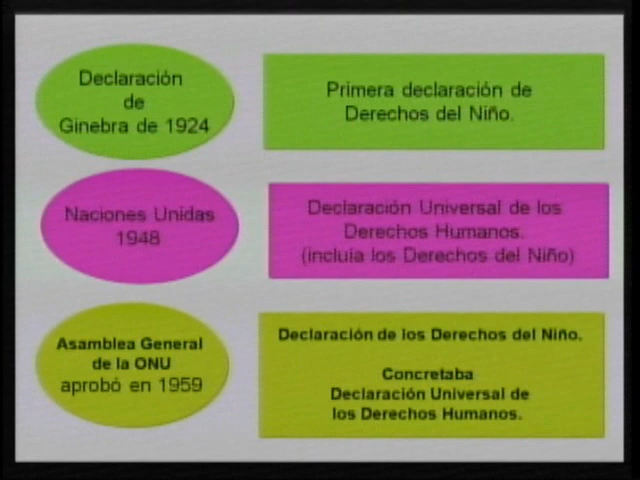 Declaración
de
Ginebra de 1924
Primera declaración de
Derechos del Niño.
Naciones Unidas
1948
Declaración Universal de los
Derechos Humanos.
(incluía los Derechos del Niño)
Asamblea General
de la ONU
aprobó en 1959
Declaración de los Derechos del Niño.
Concretaba
Declaración Universal de
los Derechos Humanos.